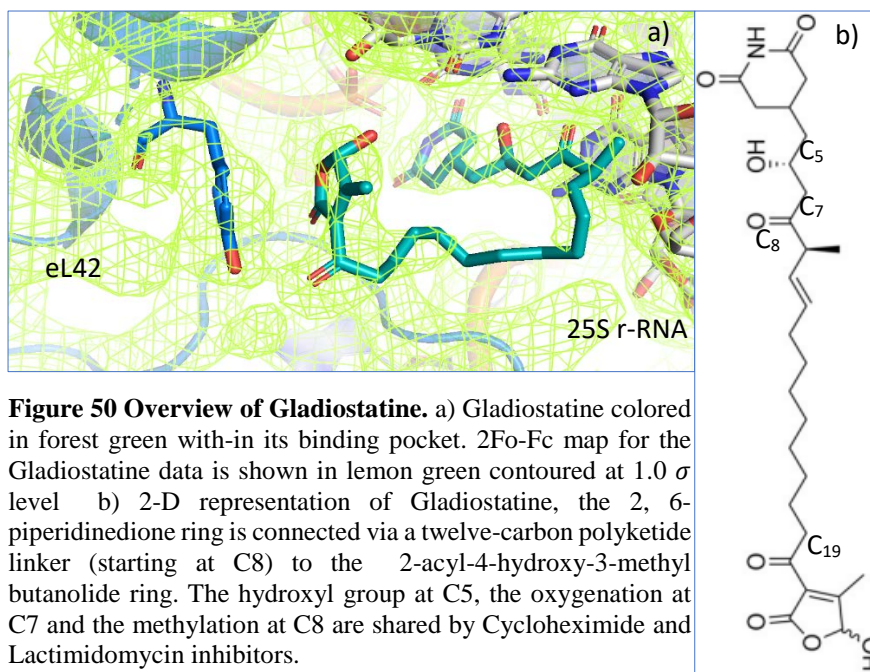 a)
eL42
25S r-RNA
Figure 50 Overview of Gladiostatine. a) Gladiostatine colored
in forest green with-in its binding pocket. 2Fo-Fc map for the
Gladiostatine data is shown in lemon green contoured at 1.0 σ
level b) 2-D representation of Gladiostatine, the 2, 6-
piperidinedione ring is connected via a twelve-carbon polyketide
linker (starting at C8) to the 2-acyl-4-hydroxy-3-methyl
butanolide ring. The hydroxyl group at C5, the oxygenation at
C7 and the methylation at C8 are shared by Cycloheximide and
Lactimidomycin inhibitors.
b)
O
NH
O
C5
HO
C7
O
C8
C19
O
O
O
OH